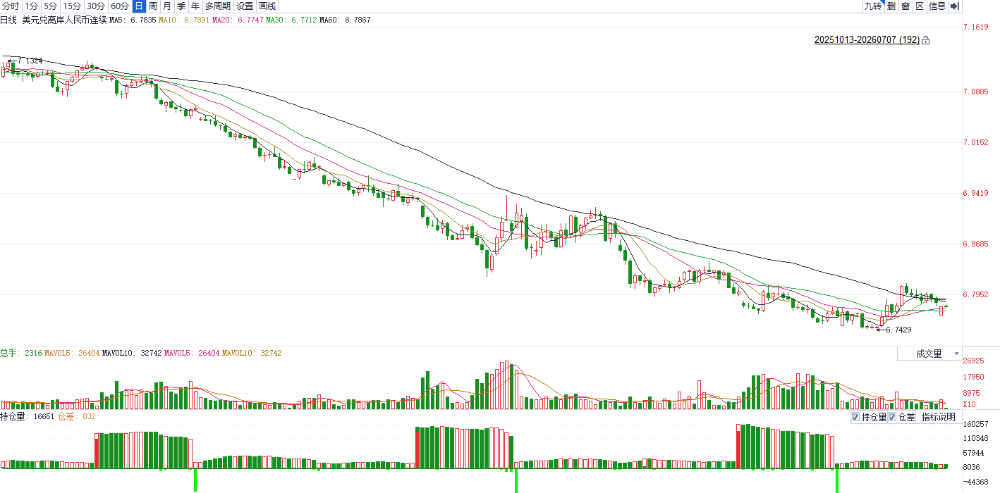 分时 1分 5分 15分 30分 60分 日 周 月 季 年 多周期 设置 画线 九转 删 窗 区 信息
日线 美元兑离岸人民币连续 MA5: 6.7835 MA10: 6.7891 MA20: 6.7747 MA30: 6.7712 MA60: 6.7867
7.1619
20251013-20260707 (192)
7.1324
7.0885
7.0152
6.9419
6.8685
6.7952
6.7429
总手: 2316 MAVOL5: 26404 MAVOL10: 32742 MAVOL5: 26404 MAVOL10: 32742
成交量
26925
17950
8975
X10
持仓量: 16651 仓差: 832
持仓量 仓差 指标说明
160257
110348
57944
8036
-44368